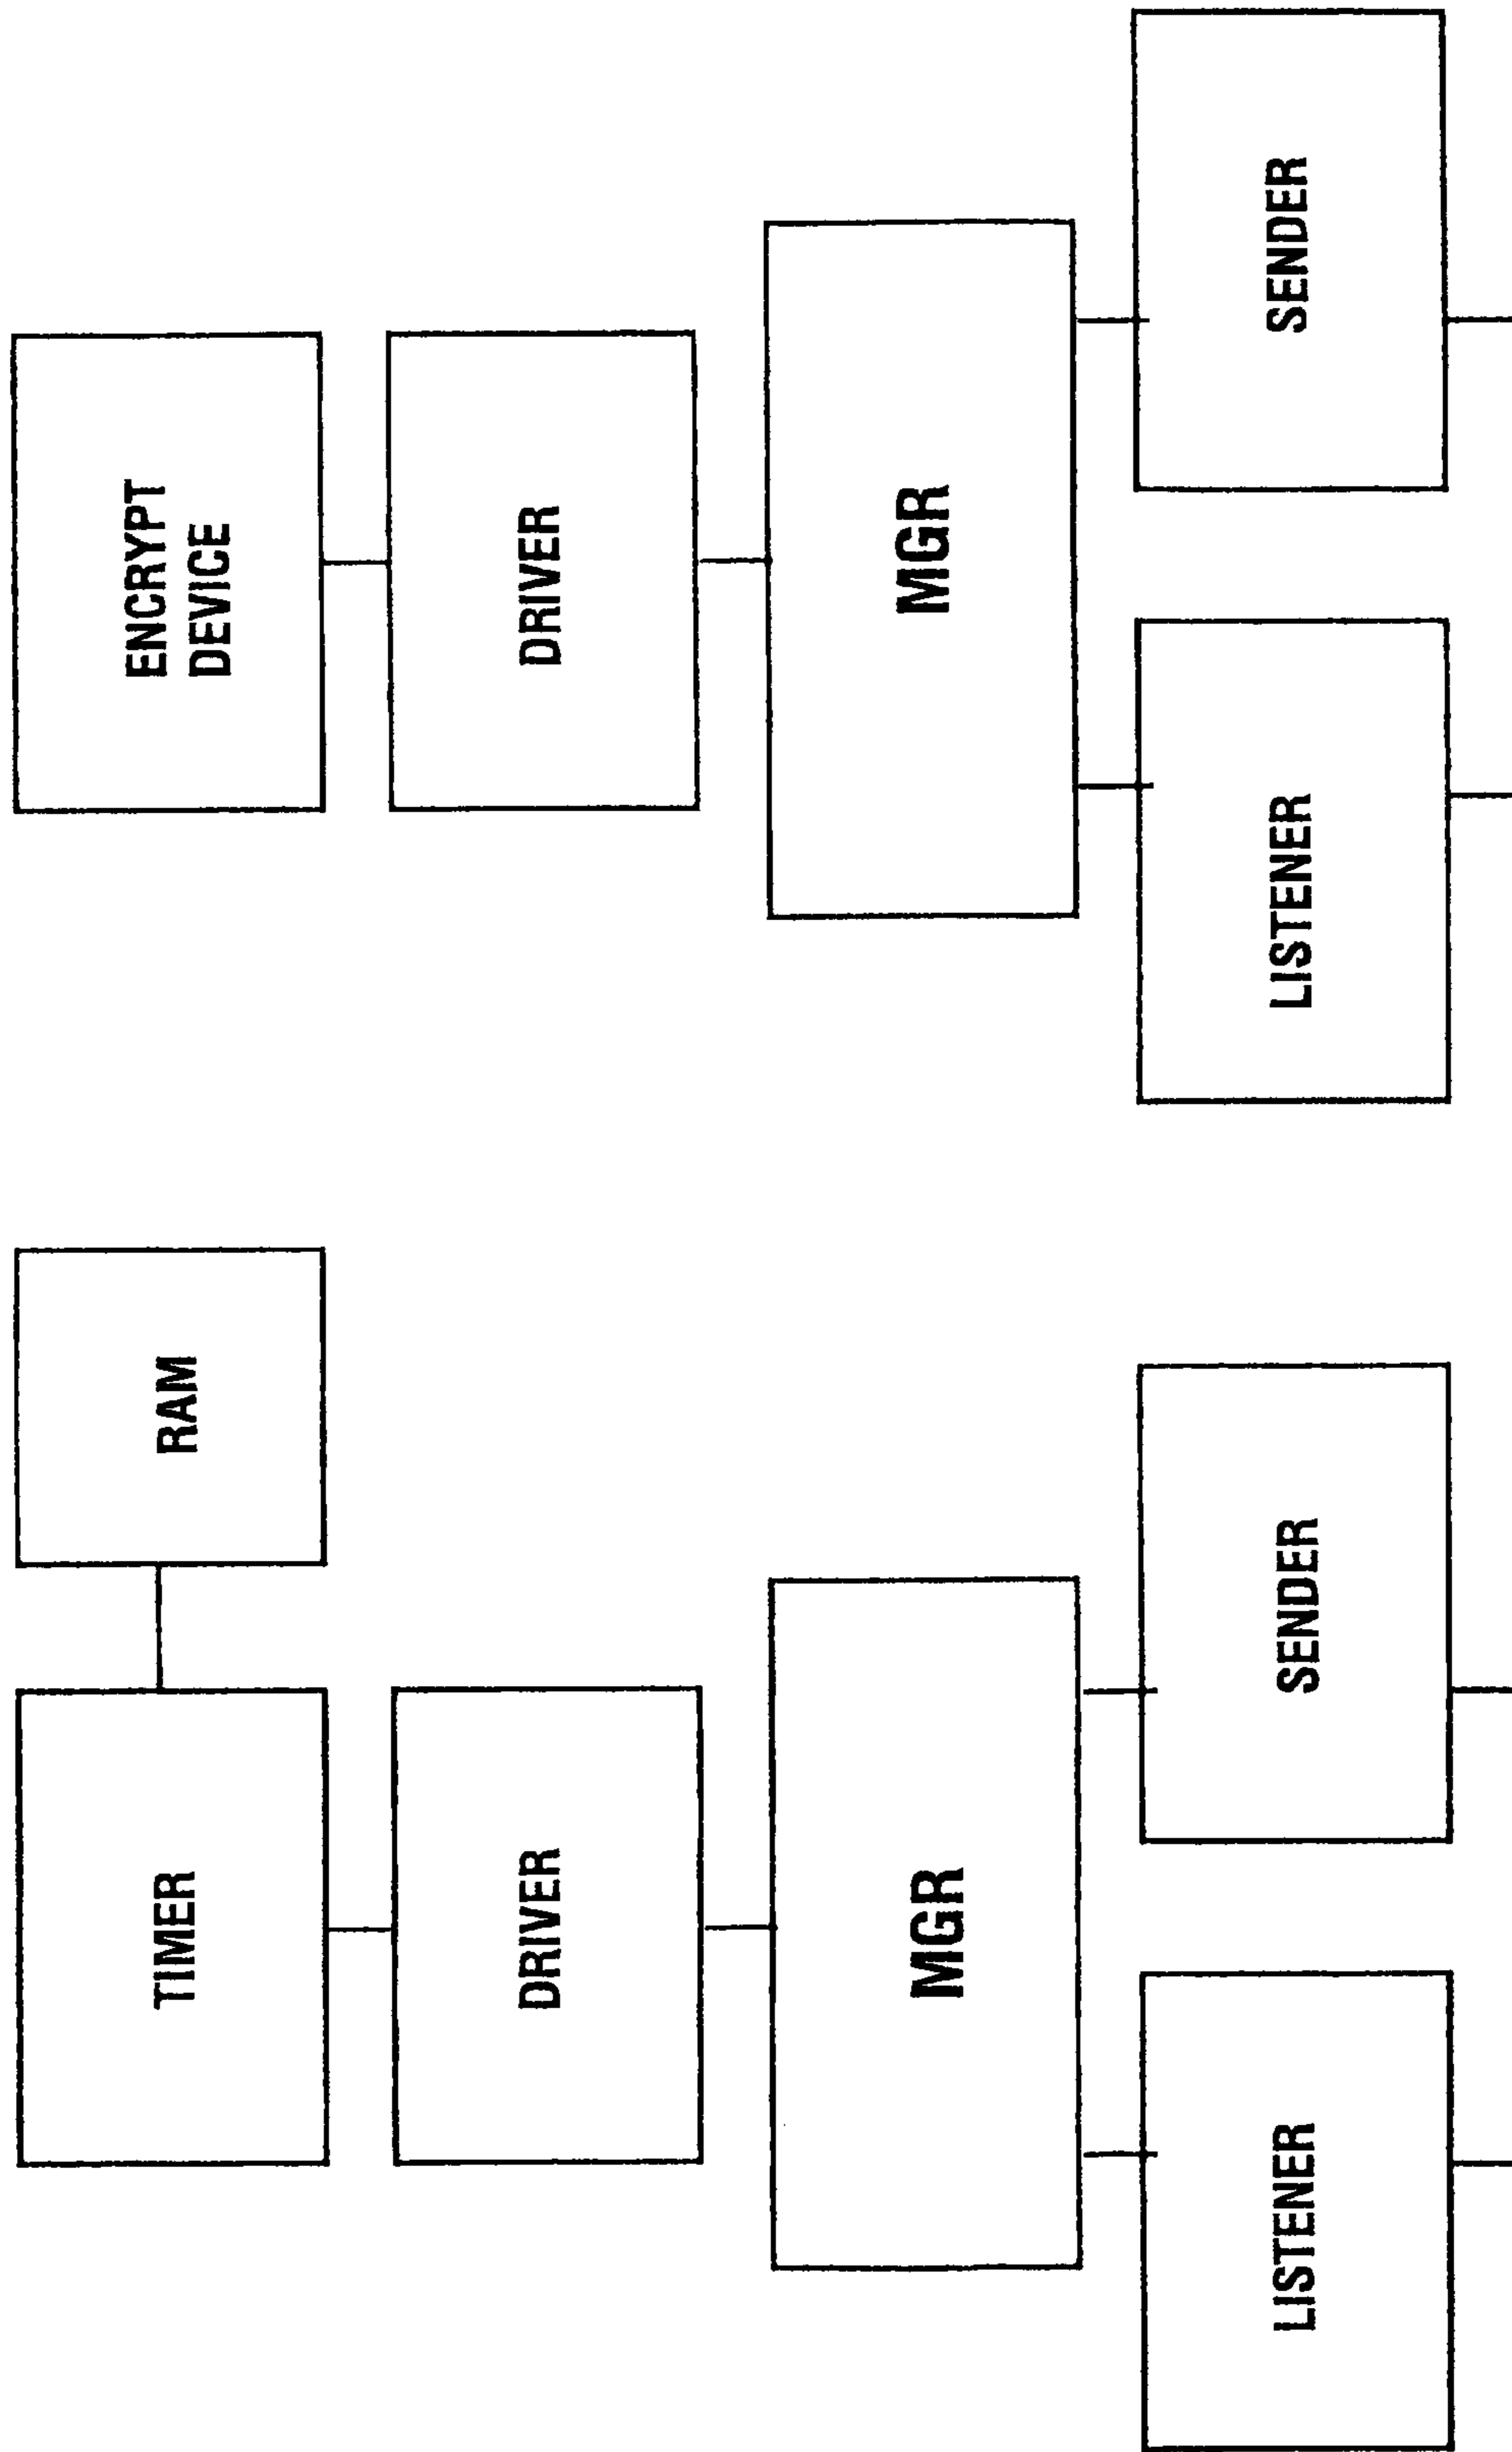 TIMER
RAM
ENCRYPT
DEVICE
DRIVER
DRIVER
MGR
MGR
LISTENER
SENDER
LISTENER
SENDER